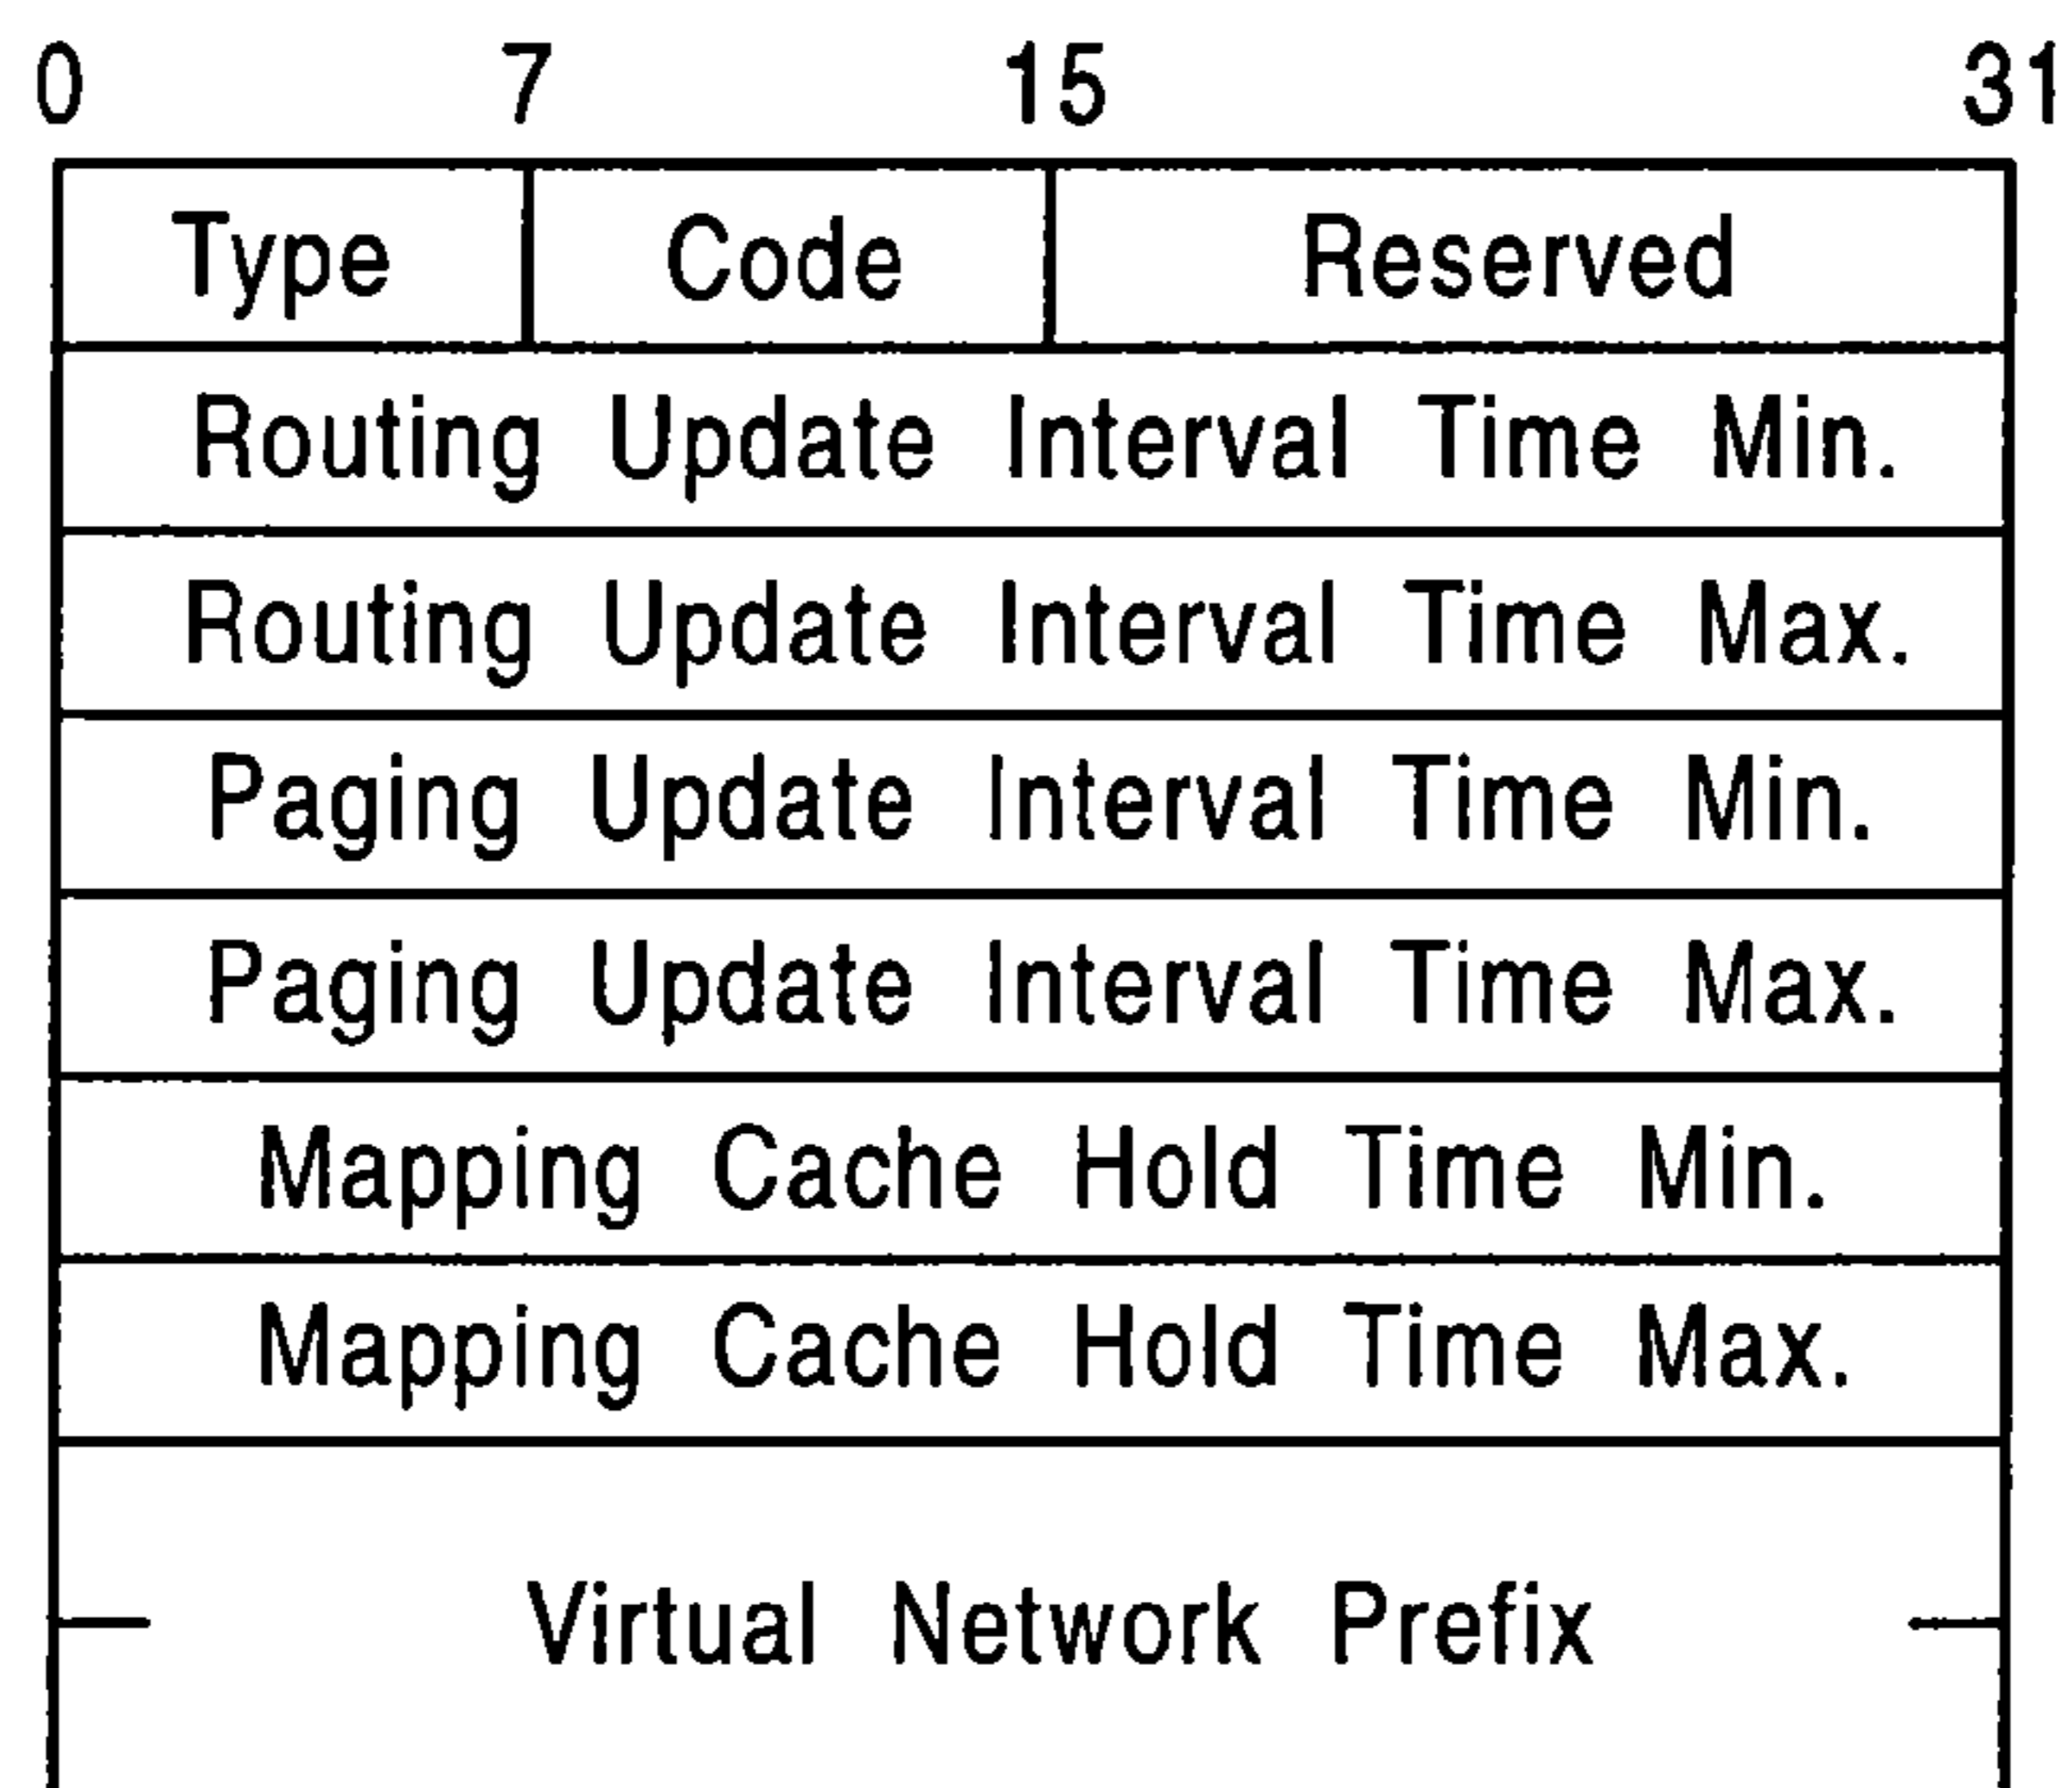 0 7 15 31
Type Code Reserved
Routing Update Interval Time Min.
Routing Update Interval Time Max.
Paging Update Interval Time Min.
Paging Update Interval Time Max.
Mapping Cache Hold Time Min.
Mapping Cache Hold Time Max.
Virtual Network Prefix